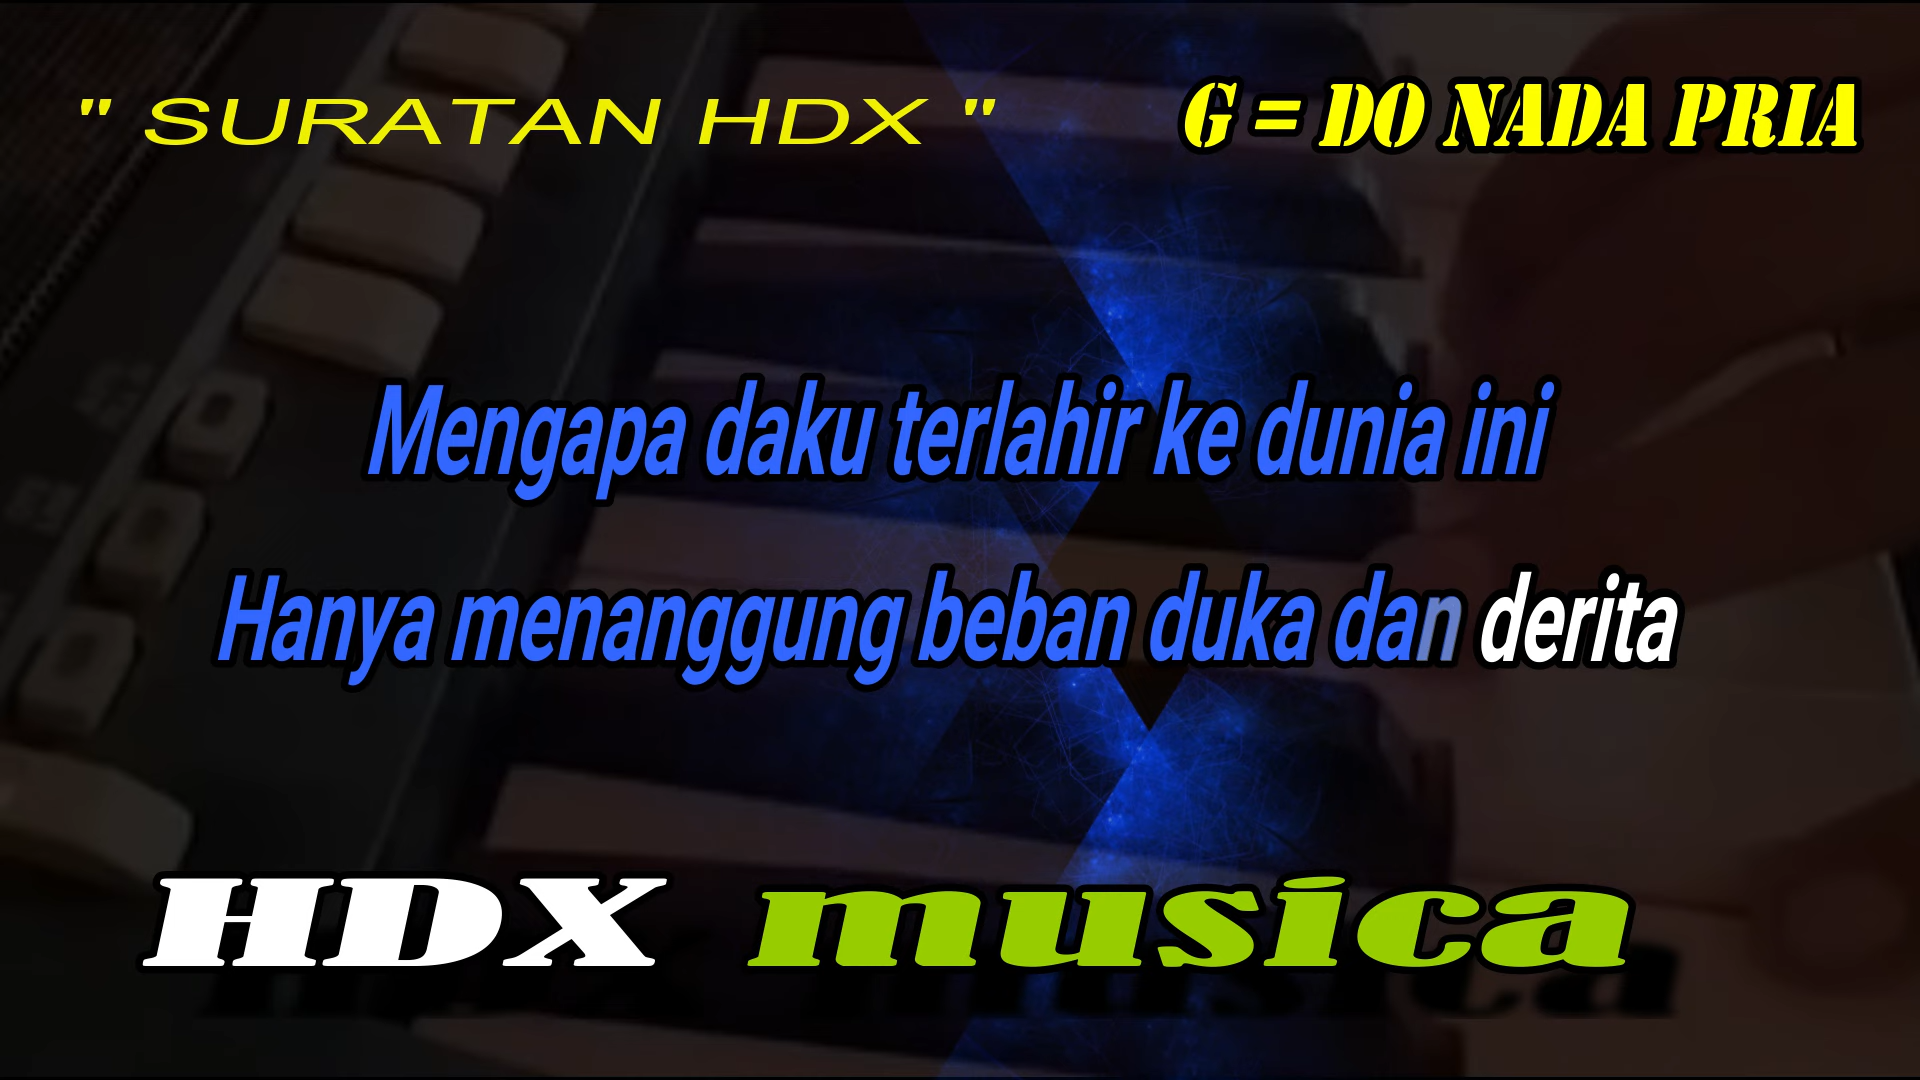 " SURATAN HDX "
G = DO NADA PRIA
Mengapa daku terlahir ke dunia ini
Hanya menanggung beban duka dan derita
HDX musica